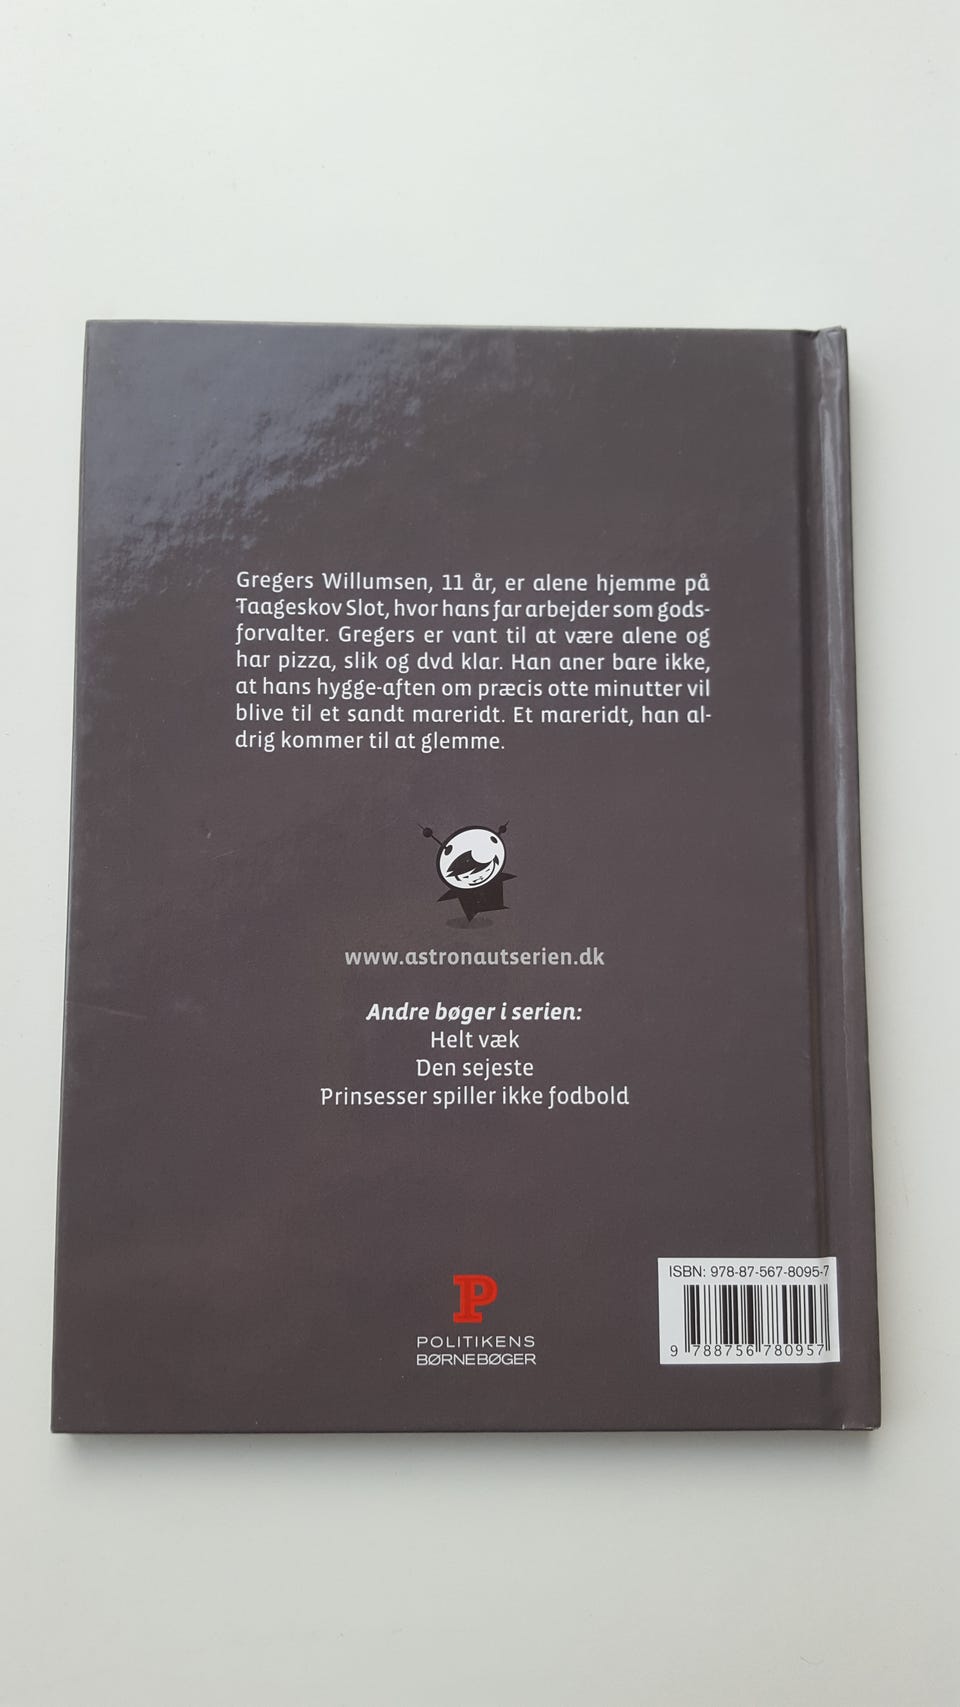 Gregers Willumsen, 11 år, er alene hjemme på
Taageskov Slot, hvor hans far arbejder som gods-
forvalter. Gregers er vant til at være alene og
har pizza, slik og dvd klar. Han aner bare ikke,
at hans hygge-aften om præcis otte minutter vil
blive til et sandt mareridt. Et mareridt, han al-
drig kommer til at glemme.
www.astronautserien.dk
Andre bøger i serien:
Helt væk
Den sejeste
Prinsesser spiller ikke fodbold
P
POLITIKENS
BØRNEBØGER
ISBN: 978-87-567-8095-7
9 788756 780957